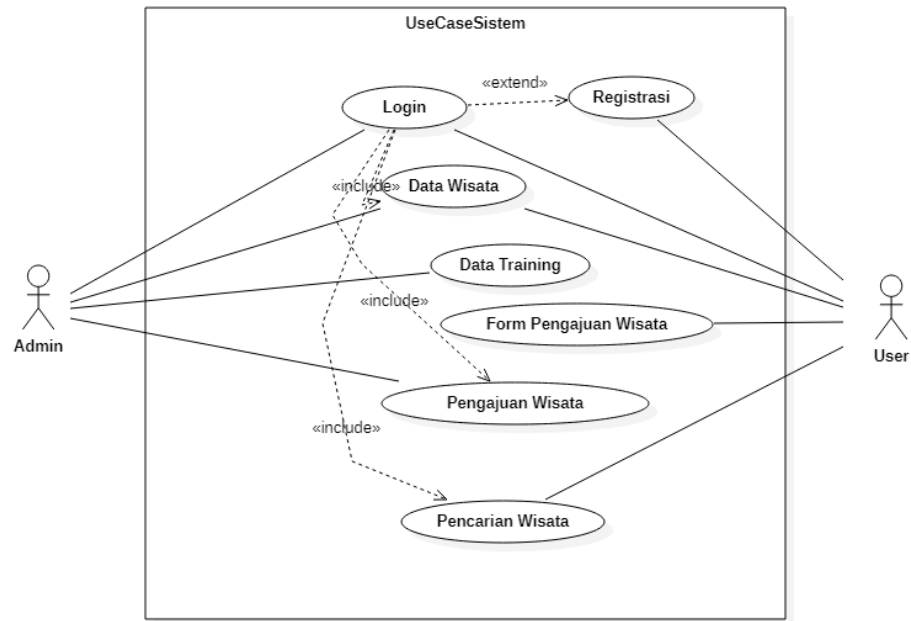 UseCaseSistem
«extend»
Login
Registrasi
«include»
Data Wisata
Data Training
«include»
Form Pengajuan Wisata
Admin
User
Pengajuan Wisata
«include»
Pencarian Wisata